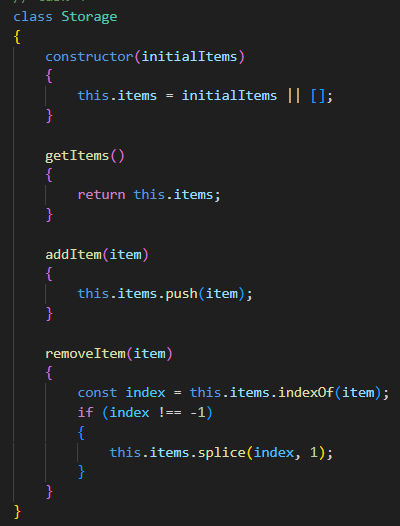 class Storage
{
    constructor(initialItems)
    {
        this.items = initialItems || [];
    }

    getItems()
    {
        return this.items;
    }

    addItem(item)
    {
        this.items.push(item);
    }

    removeItem(item)
    {
        const index = this.items.indexOf(item);
        if (index !== -1)
        {
            this.items.splice(index, 1);
        }
    }
}